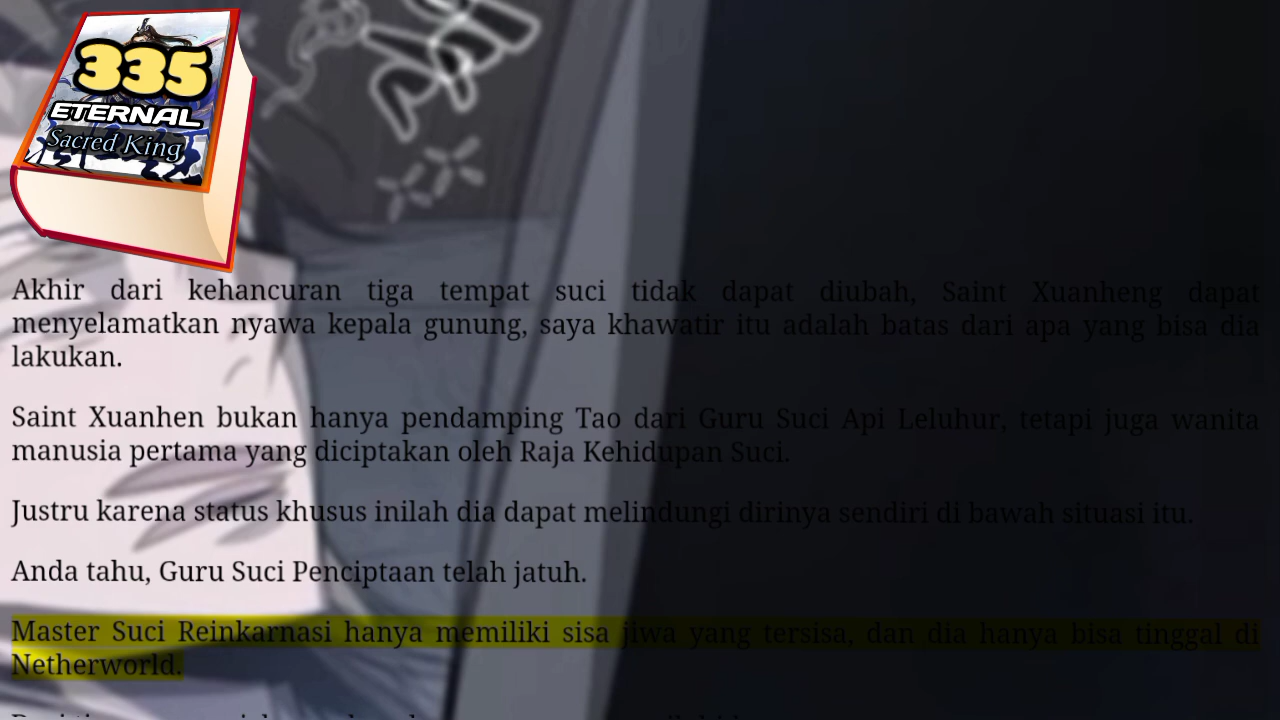 335
ETERNAL
Sacred King
Akhir dari kehancuran tiga tempat suci tidak dapat diubah, Saint Xuanheng dapat
menyelamatkan nyawa kepala gunung, saya khawatir itu adalah batas dari apa yang bisa dia
lakukan.
Saint Xuanhen bukan hanya pendamping Tao dari Guru Suci Api Leluhur, tetapi juga wanita
manusia pertama yang diciptakan oleh Raja Kehidupan Suci.
Justru karena status khusus inilah dia dapat melindungi dirinya sendiri di bawah situasi itu.
Anda tahu, Guru Suci Penciptaan telah jatuh.
Master Suci Reinkarnasi hanya memiliki sisa jiwa yang tersisa, dan dia hanya bisa tinggal di
Netherworld.